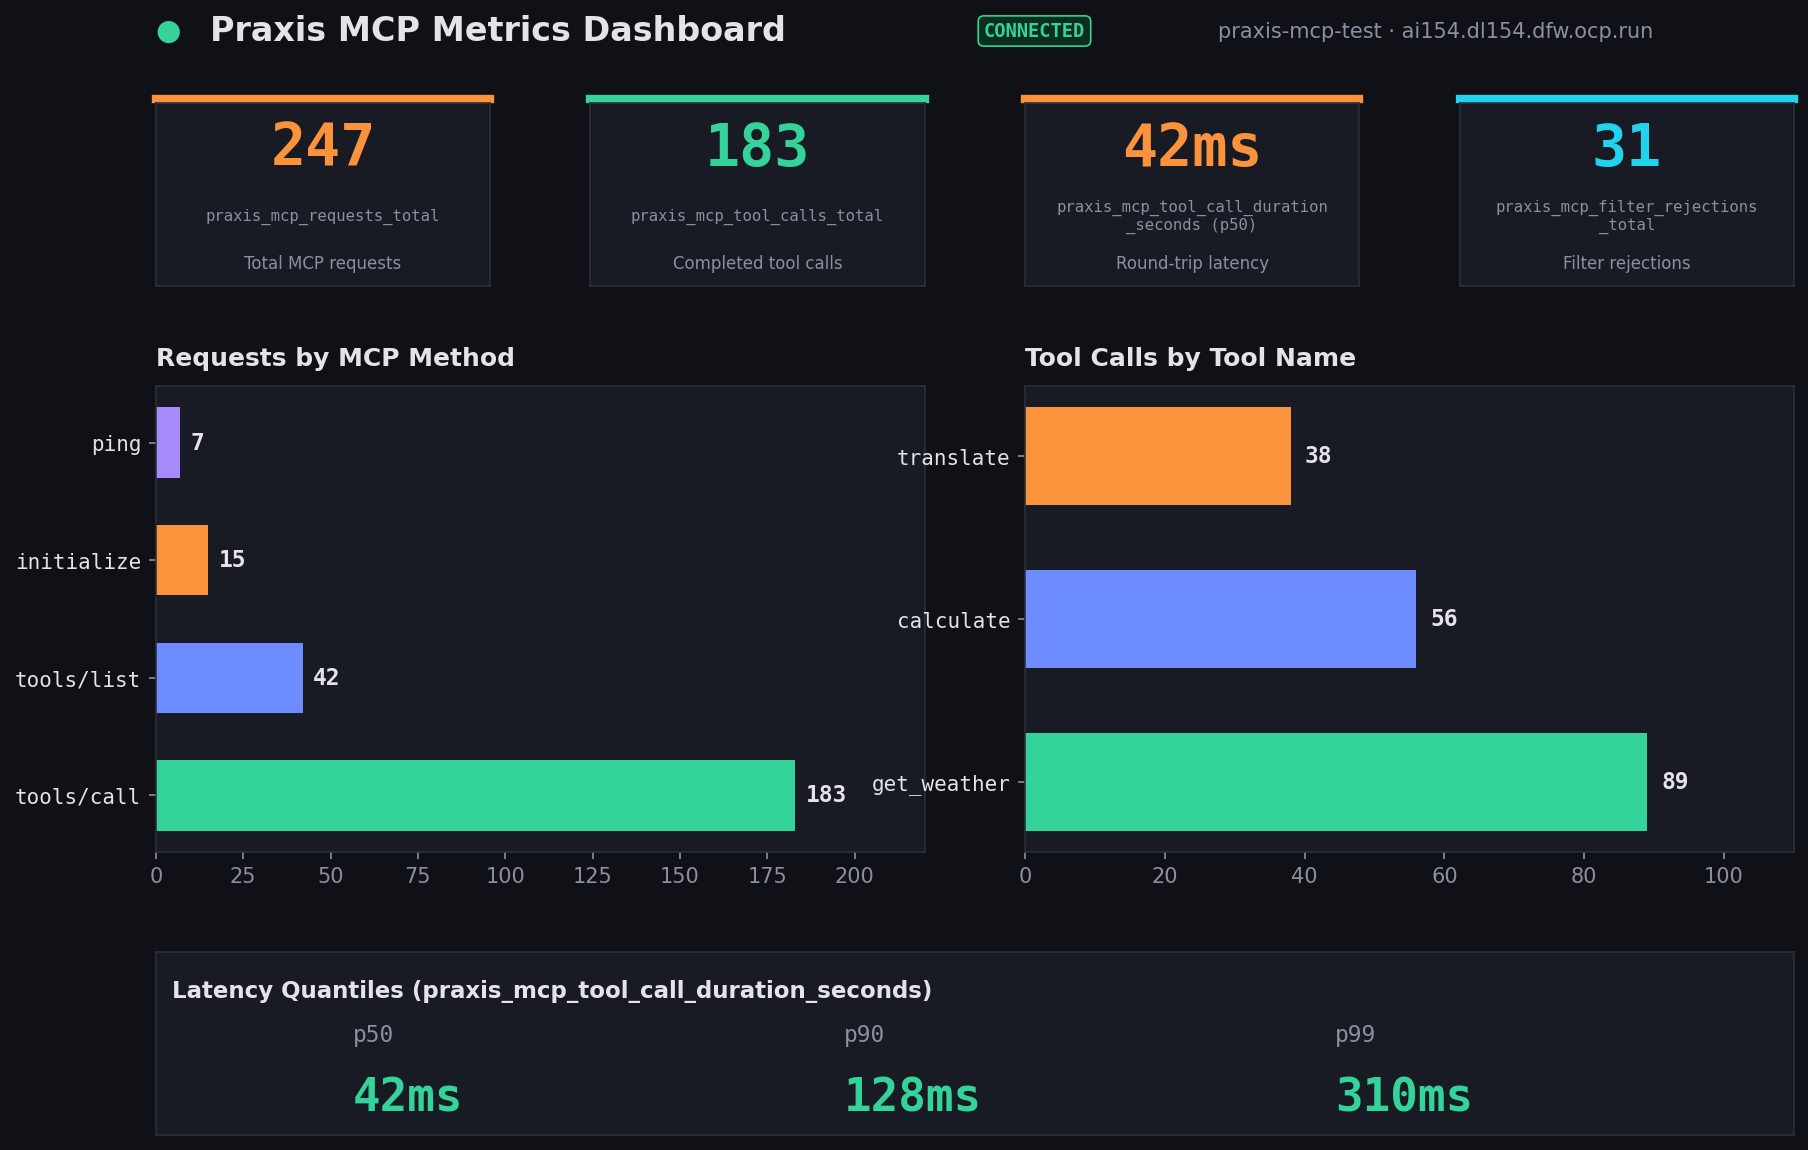 Praxis MCP Metrics Dashboard
CONNECTED
praxis-mcp-test · ai154.dl154.dfw.ocp.run
247
praxis_mcp_requests_total
Total MCP requests
183
praxis_mcp_tool_calls_total
Completed tool calls
42ms
praxis_mcp_tool_call_duration
_seconds (p50)
Round-trip latency
31
praxis_mcp_filter_rejections
_total
Filter rejections
Requests by MCP Method
ping
7
initialize
15
tools/list
42
tools/call
183
0 25 50 75 100 125 150 175 200
Tool Calls by Tool Name
translate
38
calculate
56
get_weather
89
0 20 40 60 80 100
Latency Quantiles (praxis_mcp_tool_call_duration_seconds)
p50
42ms
p90
128ms
p99
310ms